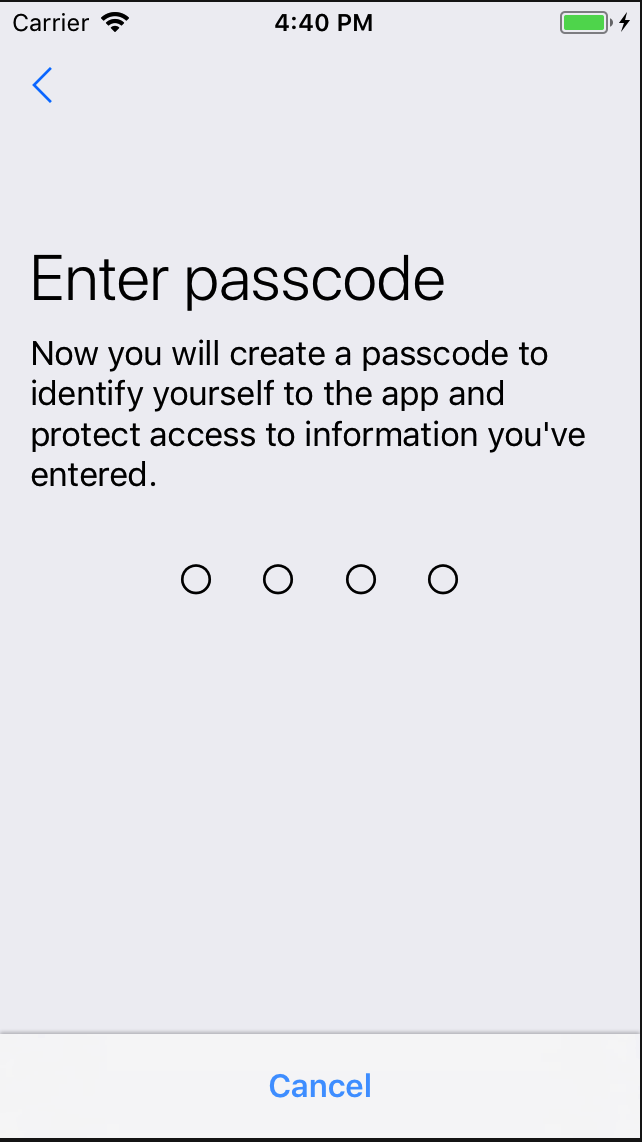 Carrier 4:40 PM
Enter passcode
Now you will create a passcode to
identify yourself to the app and
protect access to information you've
entered.
Cancel